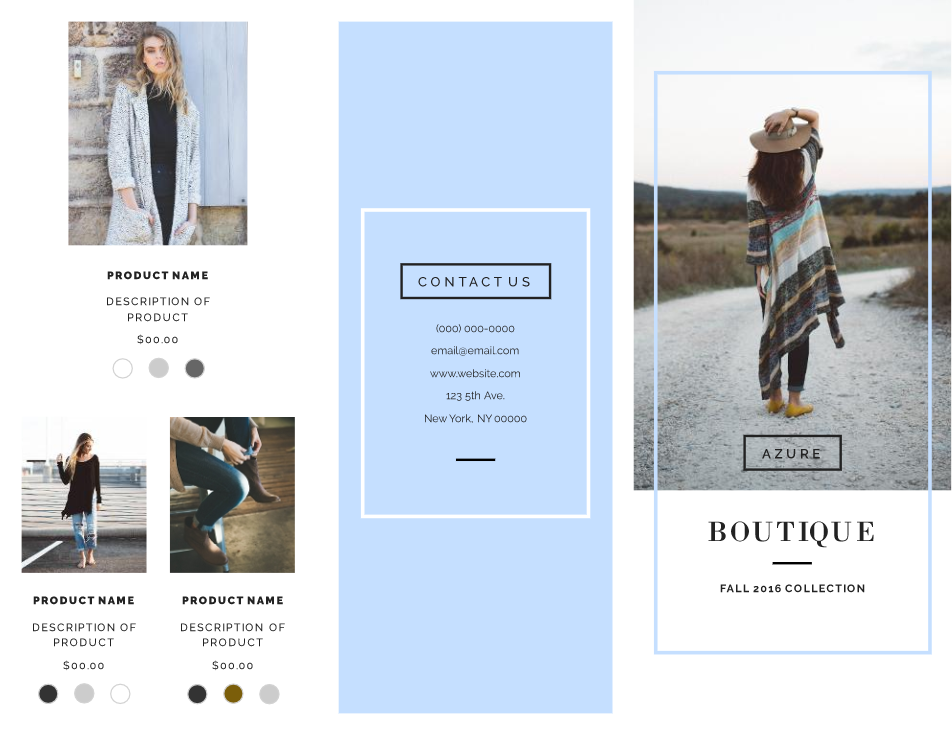 PRODUCT NAME
DESCRIPTION OF
PRODUCT
$00.00
PRODUCT NAME
DESCRIPTION OF
PRODUCT
$00.00
PRODUCT NAME
DESCRIPTION OF
PRODUCT
$00.00
CONTACT US
(000) 000-0000
email@email.com
www.website.com
123 5th Ave.
New York, NY 00000
AZURE
BOUTIQUE
FALL 2016 COLLECTION